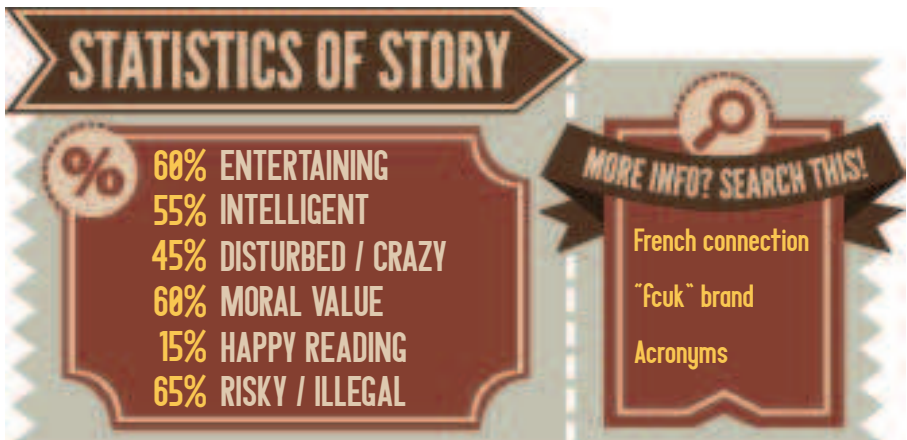 STATISTICS OF STORY
%
60% ENTERTAINING
55% INTELLIGENT
45% DISTURBED / CRAZY
60% MORAL VALUE
15% HAPPY READING
65% RISKY / ILLEGAL
MORE INFO? SEARCH THIS!
French connection
"fcuk" brand
Acronyms